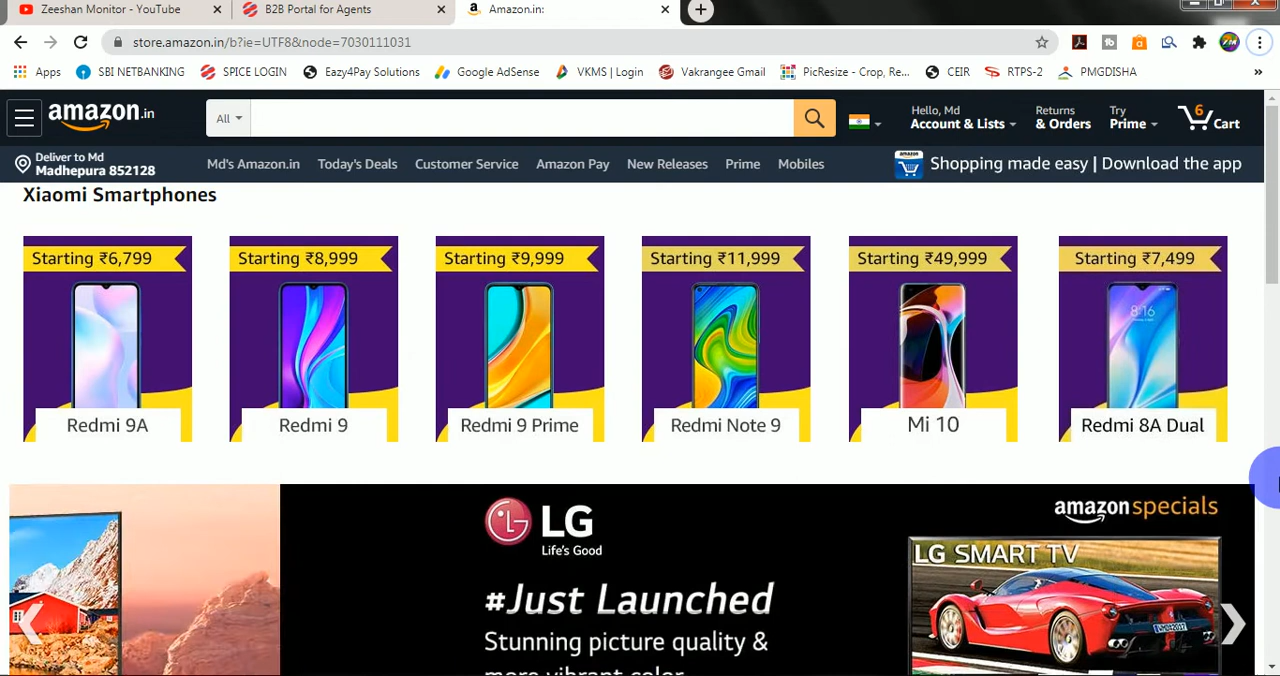 Zeeshan Monitor - YouTube
B2B Portal for Agents
Amazon.in:
store.amazon.in/b?ie=UTF8&node=7030111031
Apps
SBI NETBANKING
SPICE LOGIN
Eazy4Pay Solutions
Google AdSense
VKMS | Login
Vakrangee Gmail
PicResize - Crop, Re...
CEIR
RTPS-2
PMGDISHA
amazon.in
All
Hello, Md
Account & Lists
Returns
& Orders
Try
Prime
6
Cart
Deliver to Md
Madhepura 852128
Md's Amazon.in
Today's Deals
Customer Service
Amazon Pay
New Releases
Prime
Mobiles
Shopping made easy | Download the app
Xiaomi Smartphones
Starting ₹6,799
Starting ₹8,999
Starting ₹9,999
Starting ₹11,999
Starting ₹49,999
Starting ₹7,499
8:16
Redmi 9A
Redmi 9
Redmi 9 Prime
Redmi Note 9
Mi 10
Redmi 8A Dual
LG
Life's Good
amazonspecials
LG SMART TV
#Just Launched
Stunning picture quality &
more vibrant color